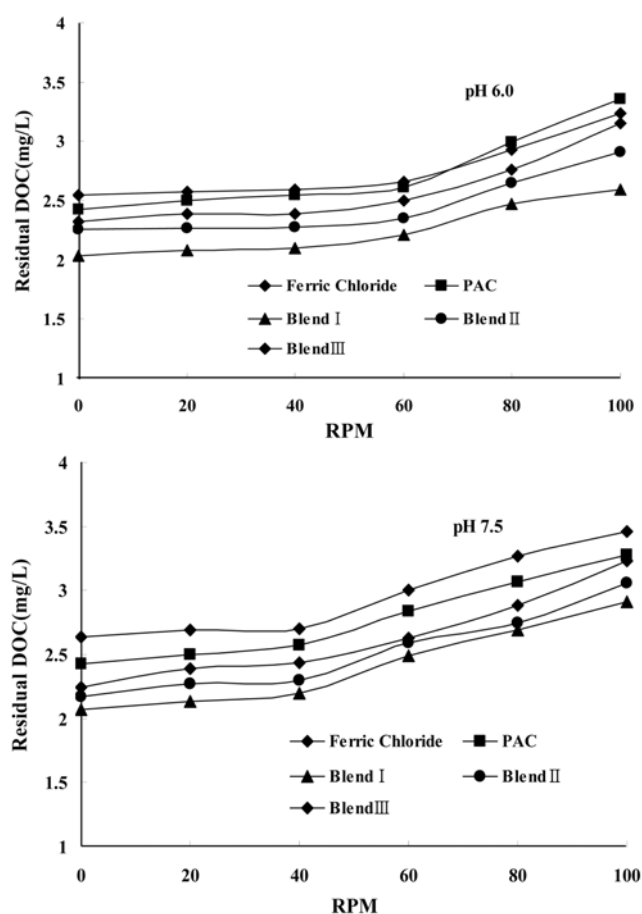 4
3.5
3
2.5
2
1.5
1
Residual DOC(mg/L)
pH 6.0
Ferric Chloride PAC
Blend Ⅰ Blend Ⅱ
BlendⅢ
0 20 40 60 80 100
RPM
4
3.5
3
2.5
2
1.5
1
Residual DOC(mg/L)
pH 7.5
Ferric Chloride PAC
Blend Ⅰ Blend Ⅱ
BlendⅢ
0 20 40 60 80 100
RPM